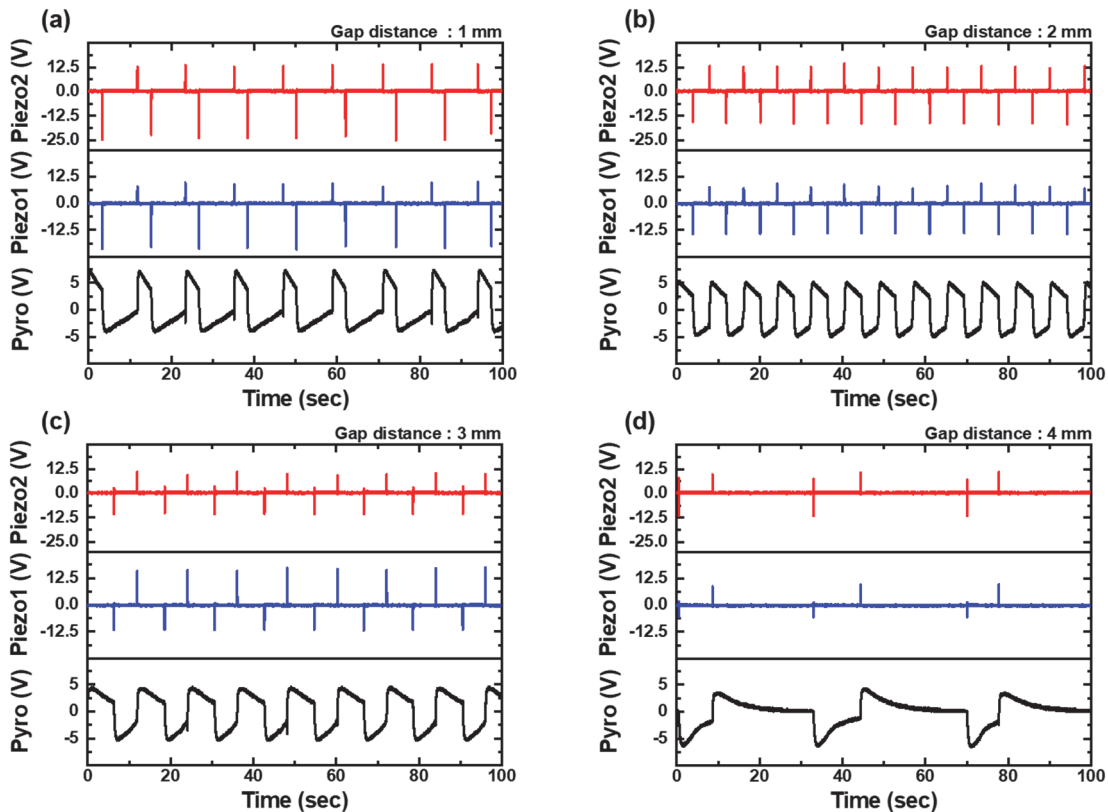 (a)
Gap distance : 1 mm
Piezo2 (V)
12.5
0.0
-12.5
-25.0
Piezo1 (V)
12.5
0.0
-12.5
Pyro (V)
5
0
-5
0 20 40 60 80 100
Time (sec)
(b)
Gap distance : 2 mm
Piezo2 (V)
12.5
0.0
-12.5
-25.0
Piezo1 (V)
12.5
0.0
-12.5
Pyro (V)
5
0
-5
0 20 40 60 80 100
Time (sec)
(c)
Gap distance : 3 mm
Piezo2 (V)
12.5
0.0
-12.5
-25.0
Piezo1 (V)
12.5
0.0
-12.5
Pyro (V)
5
0
-5
0 20 40 60 80 100
Time (sec)
(d)
Gap distance : 4 mm
Piezo2 (V)
12.5
0.0
-12.5
-25.0
Piezo1 (V)
12.5
0.0
-12.5
Pyro (V)
5
0
-5
0 20 40 60 80 100
Time (sec)